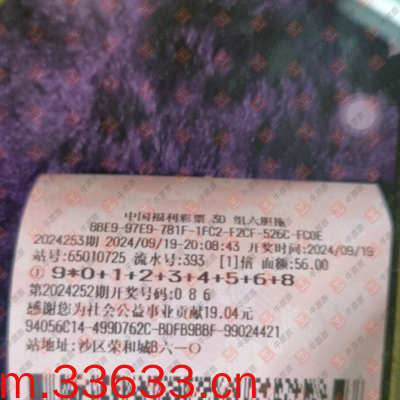 中国福利彩票 3D 组六胆拖
BBE9-97E9-7B1F-1FC2-F2CF-526C-FC0E
2024253期 2024/09/19-20:08:43 开奖时间:2024/09/19
站号:65010725 流水号:393 [1]倍 面额:56.00
① 9*0+1+2+3+4+5+6+8
第2024252期开奖号码:0 8 6
感谢您为社会公益事业贡献19.04元
94056C14-499D762C-BDFB9BBF-99024421
站地址:沙区荣和城B六一〇
m.33633.cn